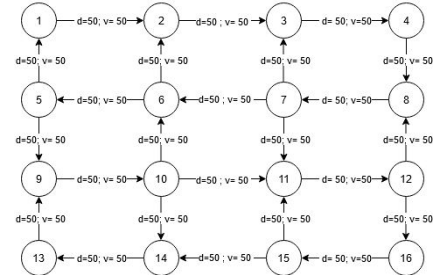 1 d=50; v= 50 2 d=50; v= 50 3 d= 50; v= 50 4
d=50; v= 50 d=50; v= 50 d=50; v= 50 d=50; v= 50
5 d=50; v= 50 6 d=50; v= 50 7 d= 50; v= 50 8
d=50; v= 50 d=50; v= 50 d=50; v= 50 d=50; v= 50
9 d=50; v= 50 10 d=50 ; v= 50 11 d= 50; v= 50 12
d=50; v= 50 d=50; v= 50 d=50; v= 50 d=50; v= 50
13 d=50; v= 50 14 d=50; v= 50 15 d= 50; v= 50 16